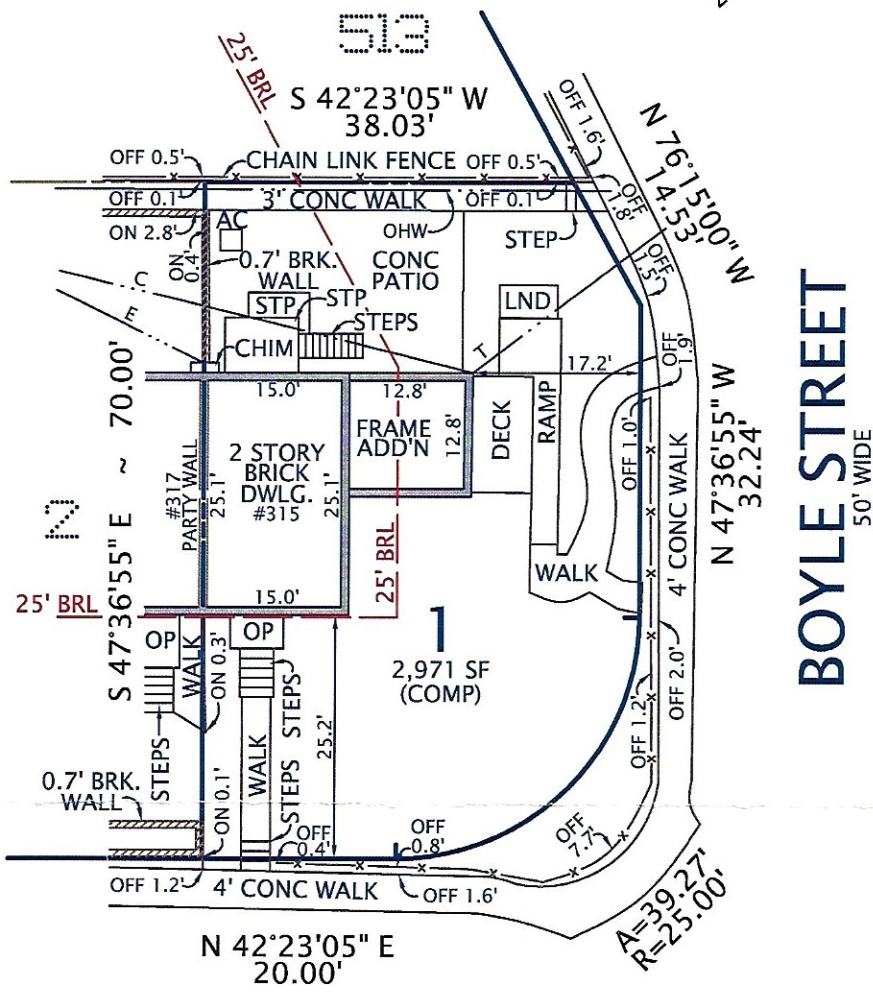 513
25' BRL
S 42°23'05" W
38.03'
OFF 1.6'
N 76°15'00" W
14.53'
OFF 0.5'
CHAIN LINK FENCE
OFF 0.5'
OFF 0.1'
3' CONC WALK
OFF 0.1'
OFF 1.8'
ON 2.8'
AC
OHW
STEP
ON 0.4'
0.7' BRK. WALL
CONC PATIO
OFF 1.5'
C
STP
STP
LND
E
STEPS
CHIM
T
17.2'
OFF 1.9'
15.0'
12.8'
S 47°36'55" E ~ 70.00'
#317
PARTY WALL
25.1'
2 STORY
BRICK
DWLG.
#315
25.1'
FRAME
ADD'N
12.8'
DECK
RAMP
OFF 1.0'
4' CONC WALK
N 47°36'55" W
32.24'
BOYLE STREET
50' WIDE
2
25' BRL
15.0'
25' BRL
WALK
OP
WALK
ON 0.3'
OP
1
2,971 SF
(COMP)
STEPS
STEPS
25.2'
OFF 1.2'
OFF 2.0'
0.7' BRK.
WALL
ON 0.1'
WALK
STEPS
OFF 0.4'
OFF 0.8'
OFF 7.7'
OFF 1.2'
4' CONC WALK
OFF 1.6'
A=39.27'
R=25.00'
N 42°23'05" E
20.00'